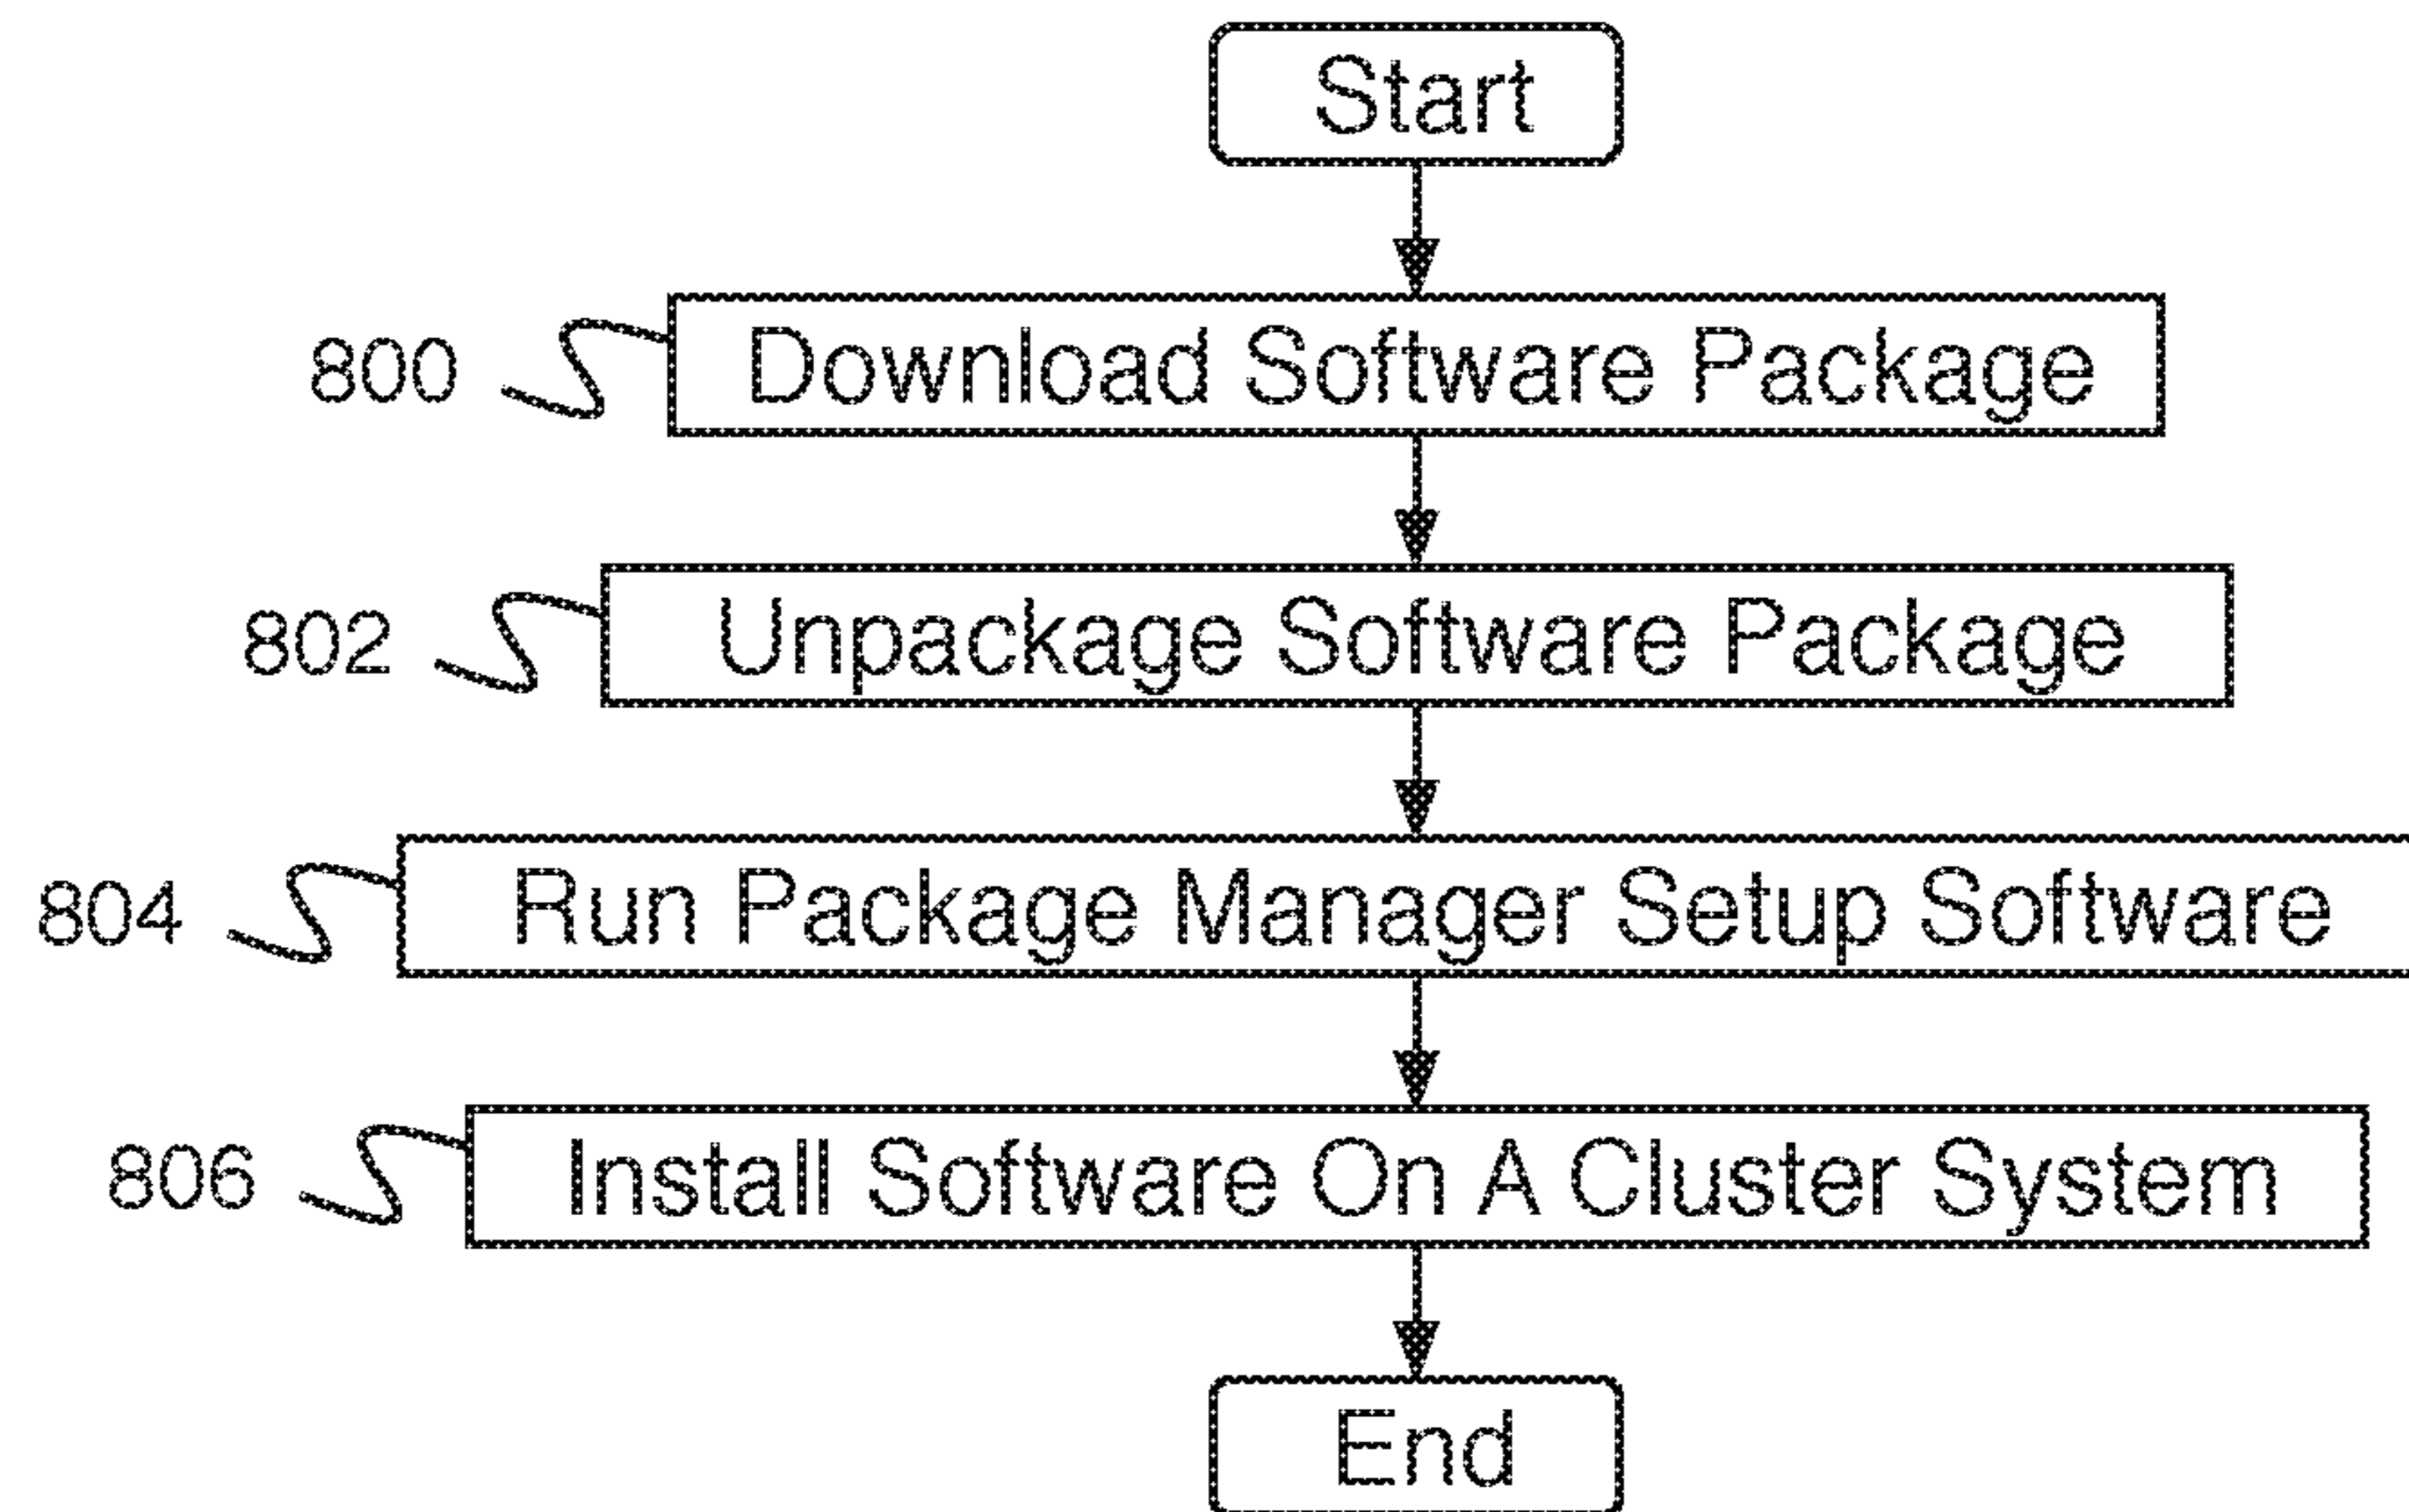 Start
800 Download Software Package
802 Unpackage Software Package
804 Run Package Manager Setup Software
806 Install Software On A Cluster System
End